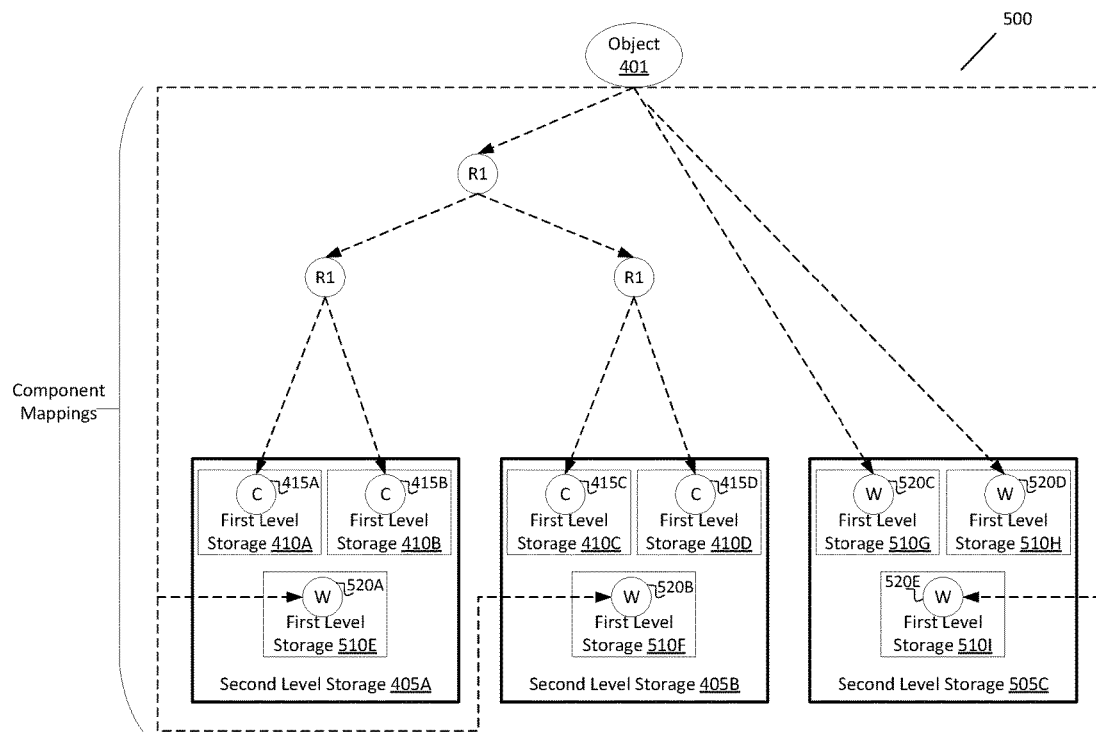 500
Object
401
R1
R1
R1
Component
Mappings
C 415A
First Level
Storage 410A
C 415B
First Level
Storage 410B
W 520A
First Level
Storage 510E
Second Level Storage 405A
C 415C
First Level
Storage 410C
C 415D
First Level
Storage 410D
W 520B
First Level
Storage 510F
Second Level Storage 405B
W 520C
First Level
Storage 510G
W 520D
First Level
Storage 510H
520E W
First Level
Storage 510I
Second Level Storage 505C